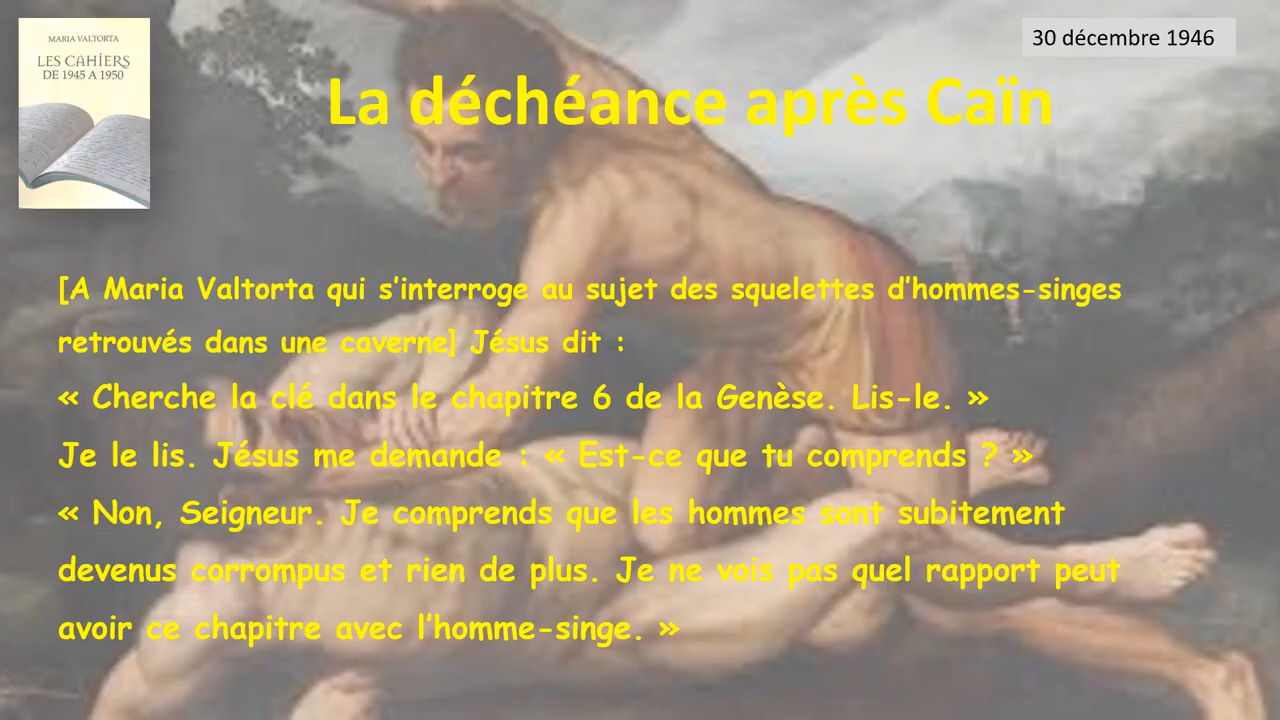 MARIA VALTORTA
LES CAHIERS
DE 1945 A 1950
30 décembre 1946
La déchéance après Caïn
[A Maria Valtorta qui s’interroge au sujet des squelettes d’hommes-singes
retrouvés dans une caverne] Jésus dit :
« Cherche la clé dans le chapitre 6 de la Genèse. Lis-le. »
Je le lis. Jésus me demande : « Est-ce que tu comprends ? »
« Non, Seigneur. Je comprends que les hommes sont subitement
devenus corrompus et rien de plus. Je ne vois pas quel rapport peut
avoir ce chapitre avec l’homme-singe. »